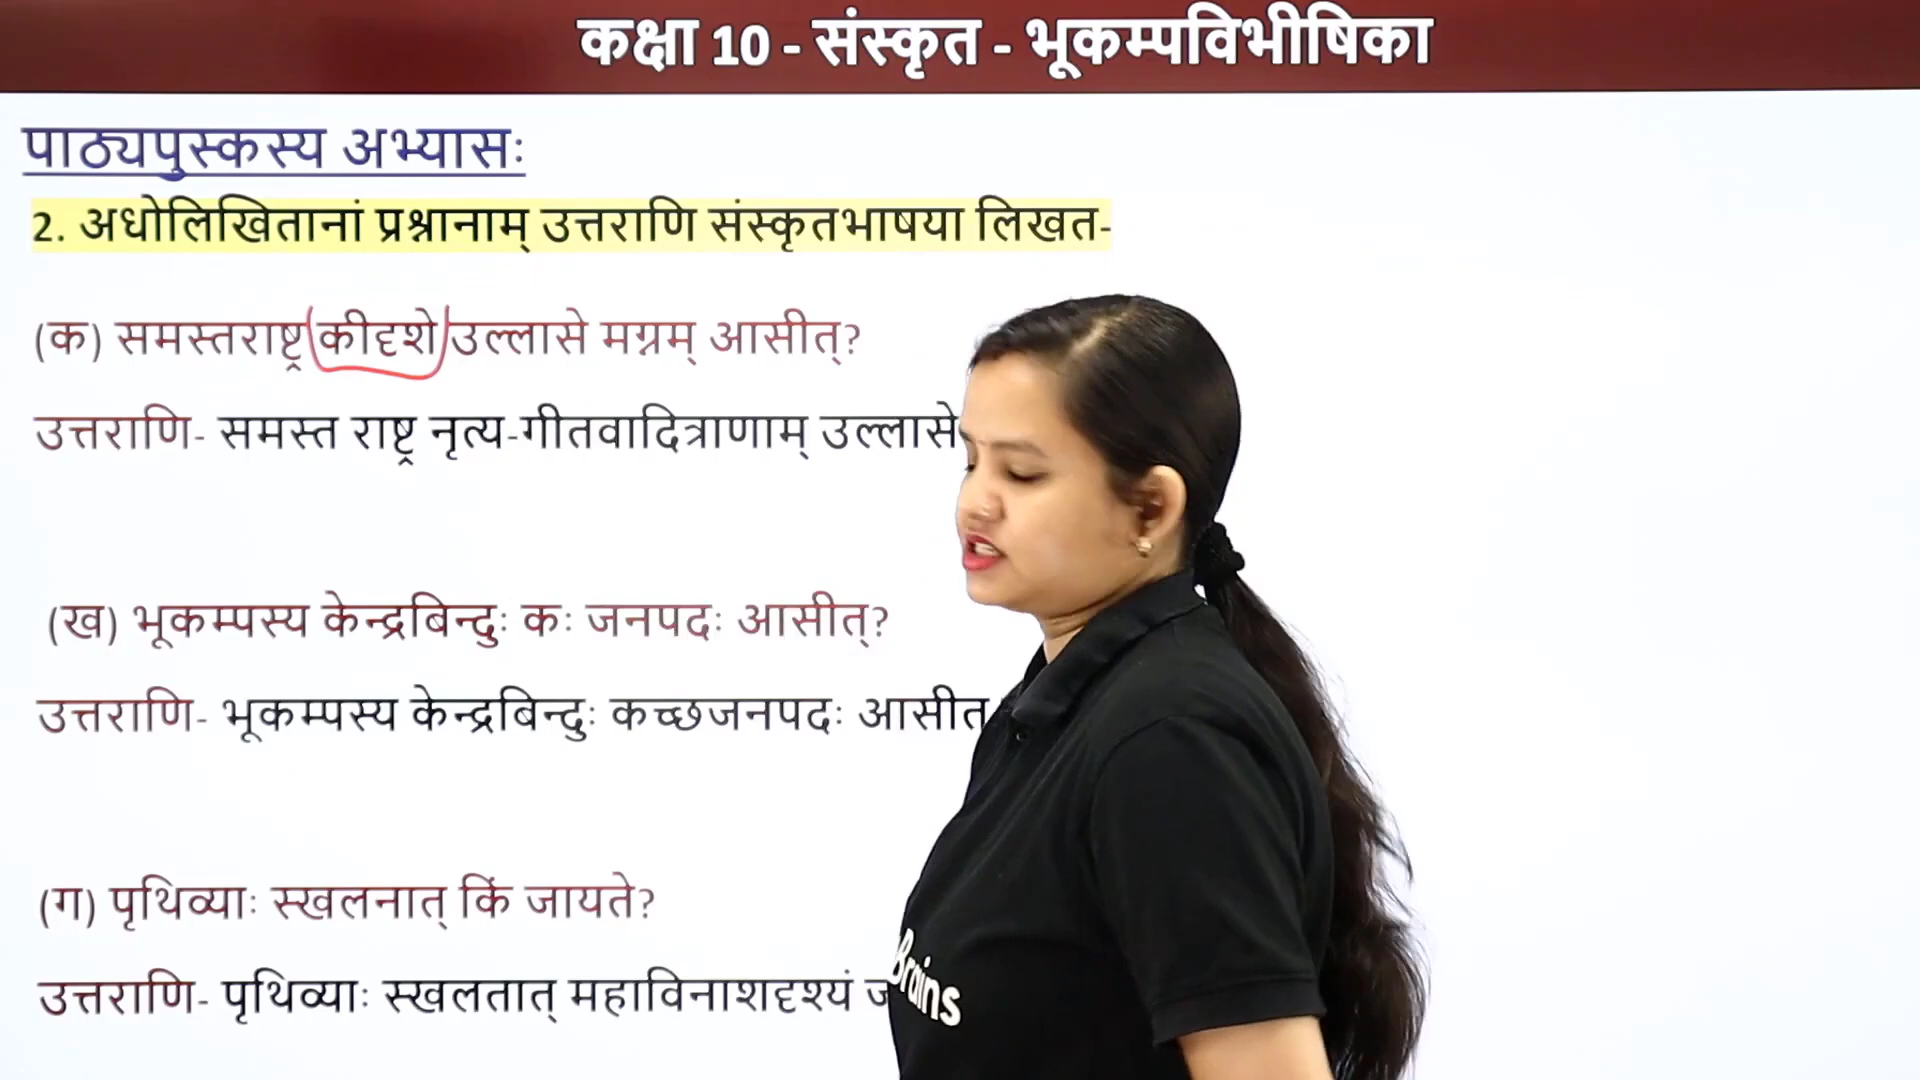 कक्षा 10 - संस्कृत - भूकम्पविभीषिका
पाठ्यपुस्कस्य अभ्यासः
2. अधोलिखितानां प्रश्नानाम् उत्तराणि संस्कृतभाषया लिखत-
(क) समस्तराष्ट्र कीदृशे उल्लासे मग्नम् आसीत्?
उत्तराणि- समस्त राष्ट्र नृत्य-गीतवादित्राणाम् उल्लासे
(ख) भूकम्पस्य केन्द्रबिन्दुः कः जनपदः आसीत्?
उत्तराणि- भूकम्पस्य केन्द्रबिन्दुः कच्छजनपदः आसीत
(ग) पृथिव्याः स्खलनात् किं जायते?
उत्तराणि- पृथिव्याः स्खलतात् महाविनाशदृश्यं
Brains